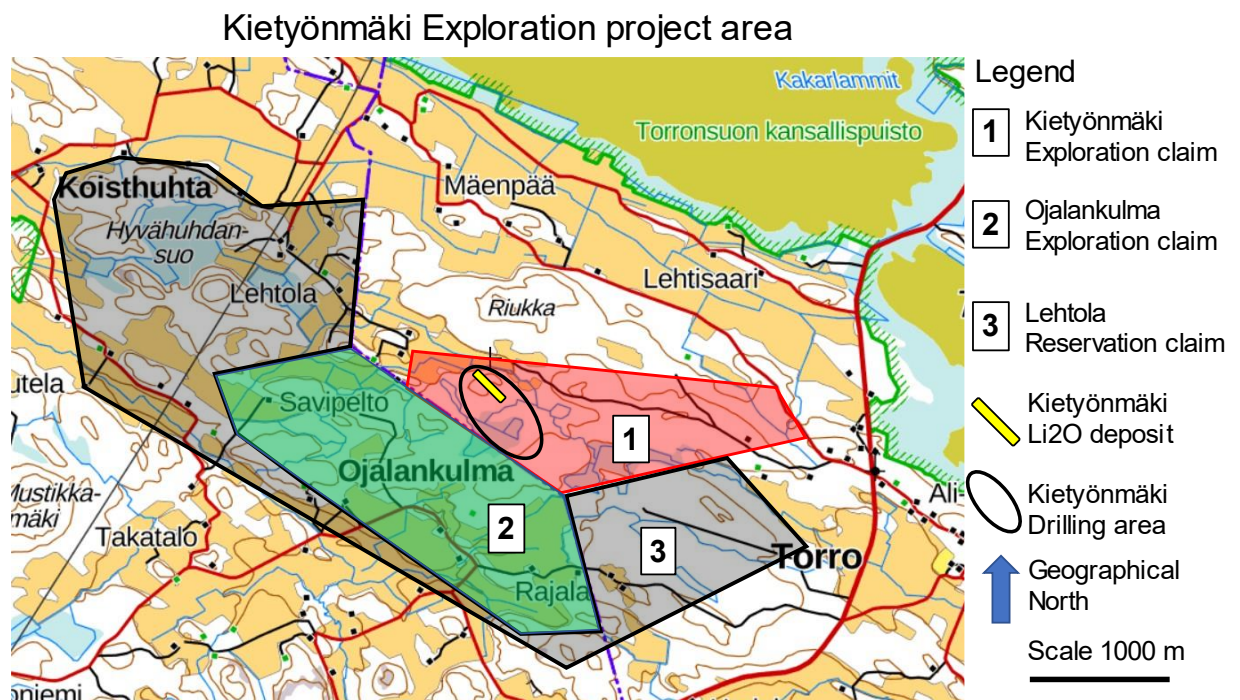 Kietyönmäki Exploration project area
Kakarlammit
Torronsuon kansallispuisto
Koisthuhta
Mäenpää
Hyvähuhdan-
suo
Lehtola
Lehtisaari
Riukka
utela
Savipelto
1
Ojalankulma
Mustikka-
mäki
Takatalo
2
3
Torro
Ali-
Rajala
oniemi
Legend
1
Kietyönmäki
Exploration claim
2
Ojalankulma
Exploration claim
3
Lehtola
Reservation claim
Kietyönmäki
Li2O deposit
Kietyönmäki
Drilling area
Geographical
North
Scale 1000 m